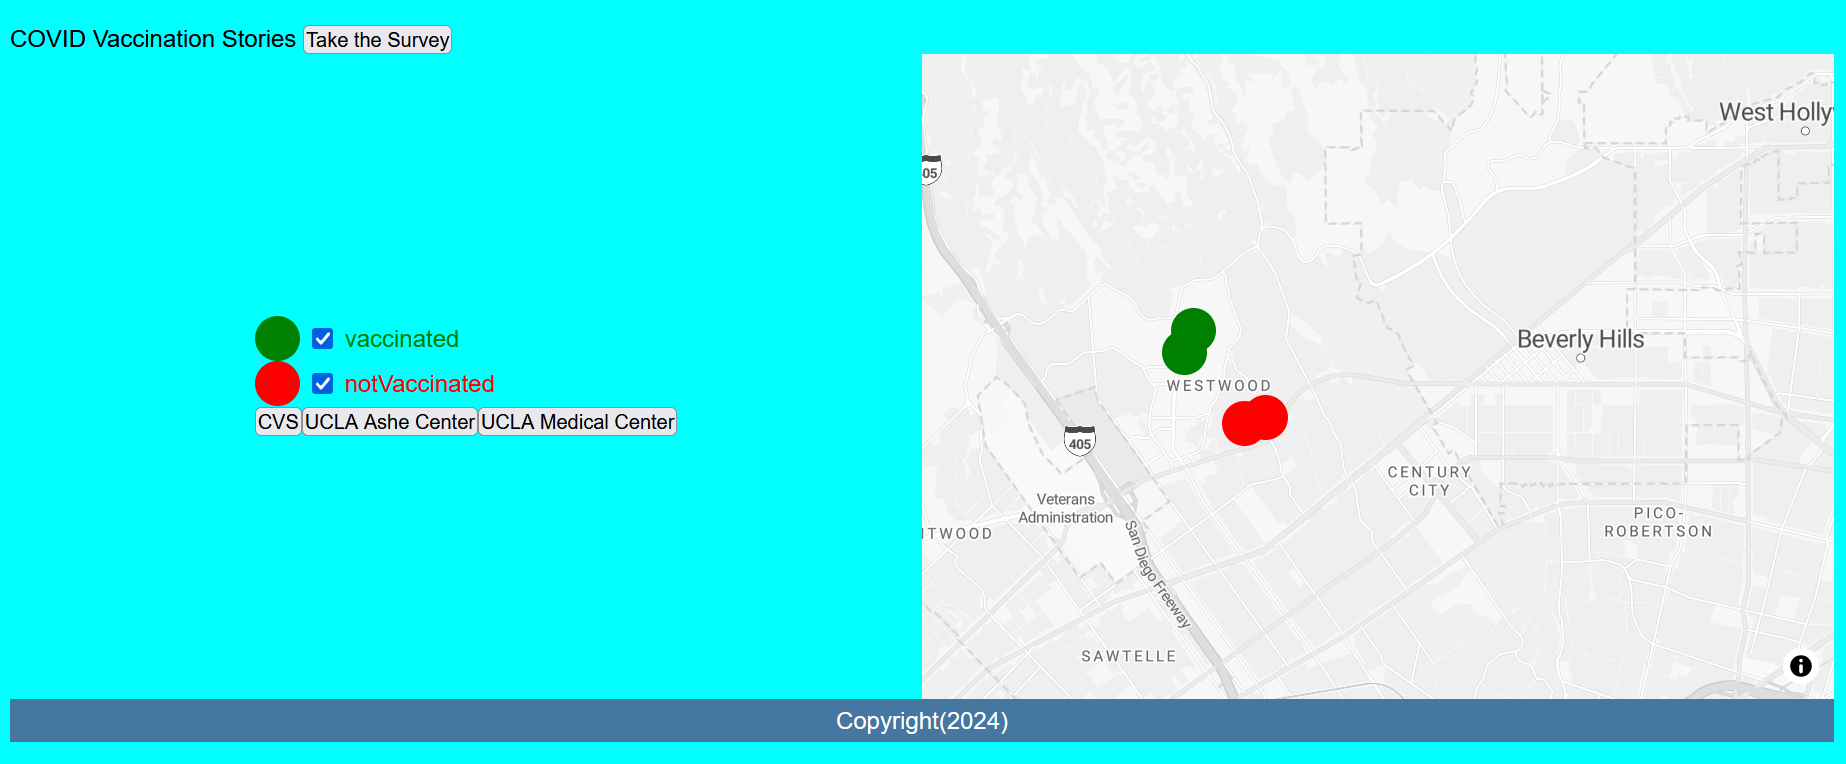 COVID Vaccination Stories Take the Survey
vaccinated
notVaccinated
CVS UCLA Ashe Center UCLA Medical Center
West Holly
05
Beverly Hills
WESTWOOD
405
CENTURY
CITY
Veterans
Administration
PICO-
ROBERTSON
NTWOOD
San Diego Freeway
SAWTELLE
Copyright(2024)